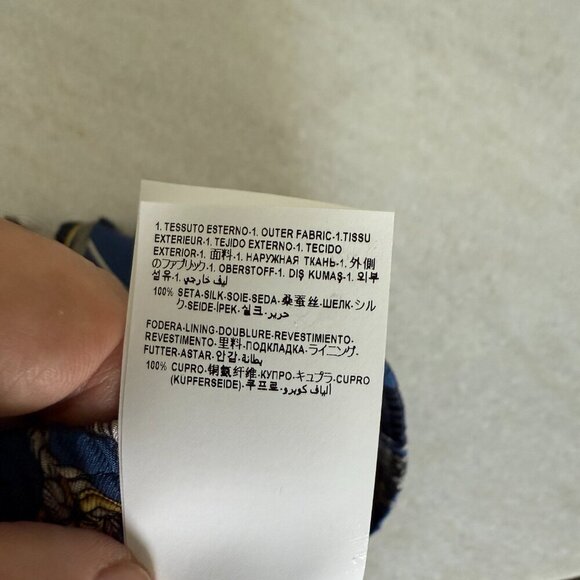 1. TESSUTO ESTERNO-1. OUTER FABRIC-1.TISSU
EXTERIEUR-1. TEJIDO EXTERNO-1. TECIDO
EXTERIOR-1. 面料-1. НАРУЖНАЯ ТКАНЬ-1. 外側
のファブリック-1. OBERSTOFF-1. DIŞ KUMAŞ-1. 외부
섬유-1. ليف خارجي
100% SETA-SILK-SOIE-SEDA-桑蚕丝-ШЕЛК-シル
ク-SEIDE-İPEK-실크-حرير
FODERA-LINING-DOUBLURE-REVESTIMIENTO-
REVESTIMENTO-里料-ПОДКЛАДКА-ライニング-
FUTTER-ASTAR-안감-بطانة
100% CUPRO-铜氨纤维-КУПРО-キュプラ-CUPRO
(KUPFERSEIDE)-쿠프로-ألياف كوبرو